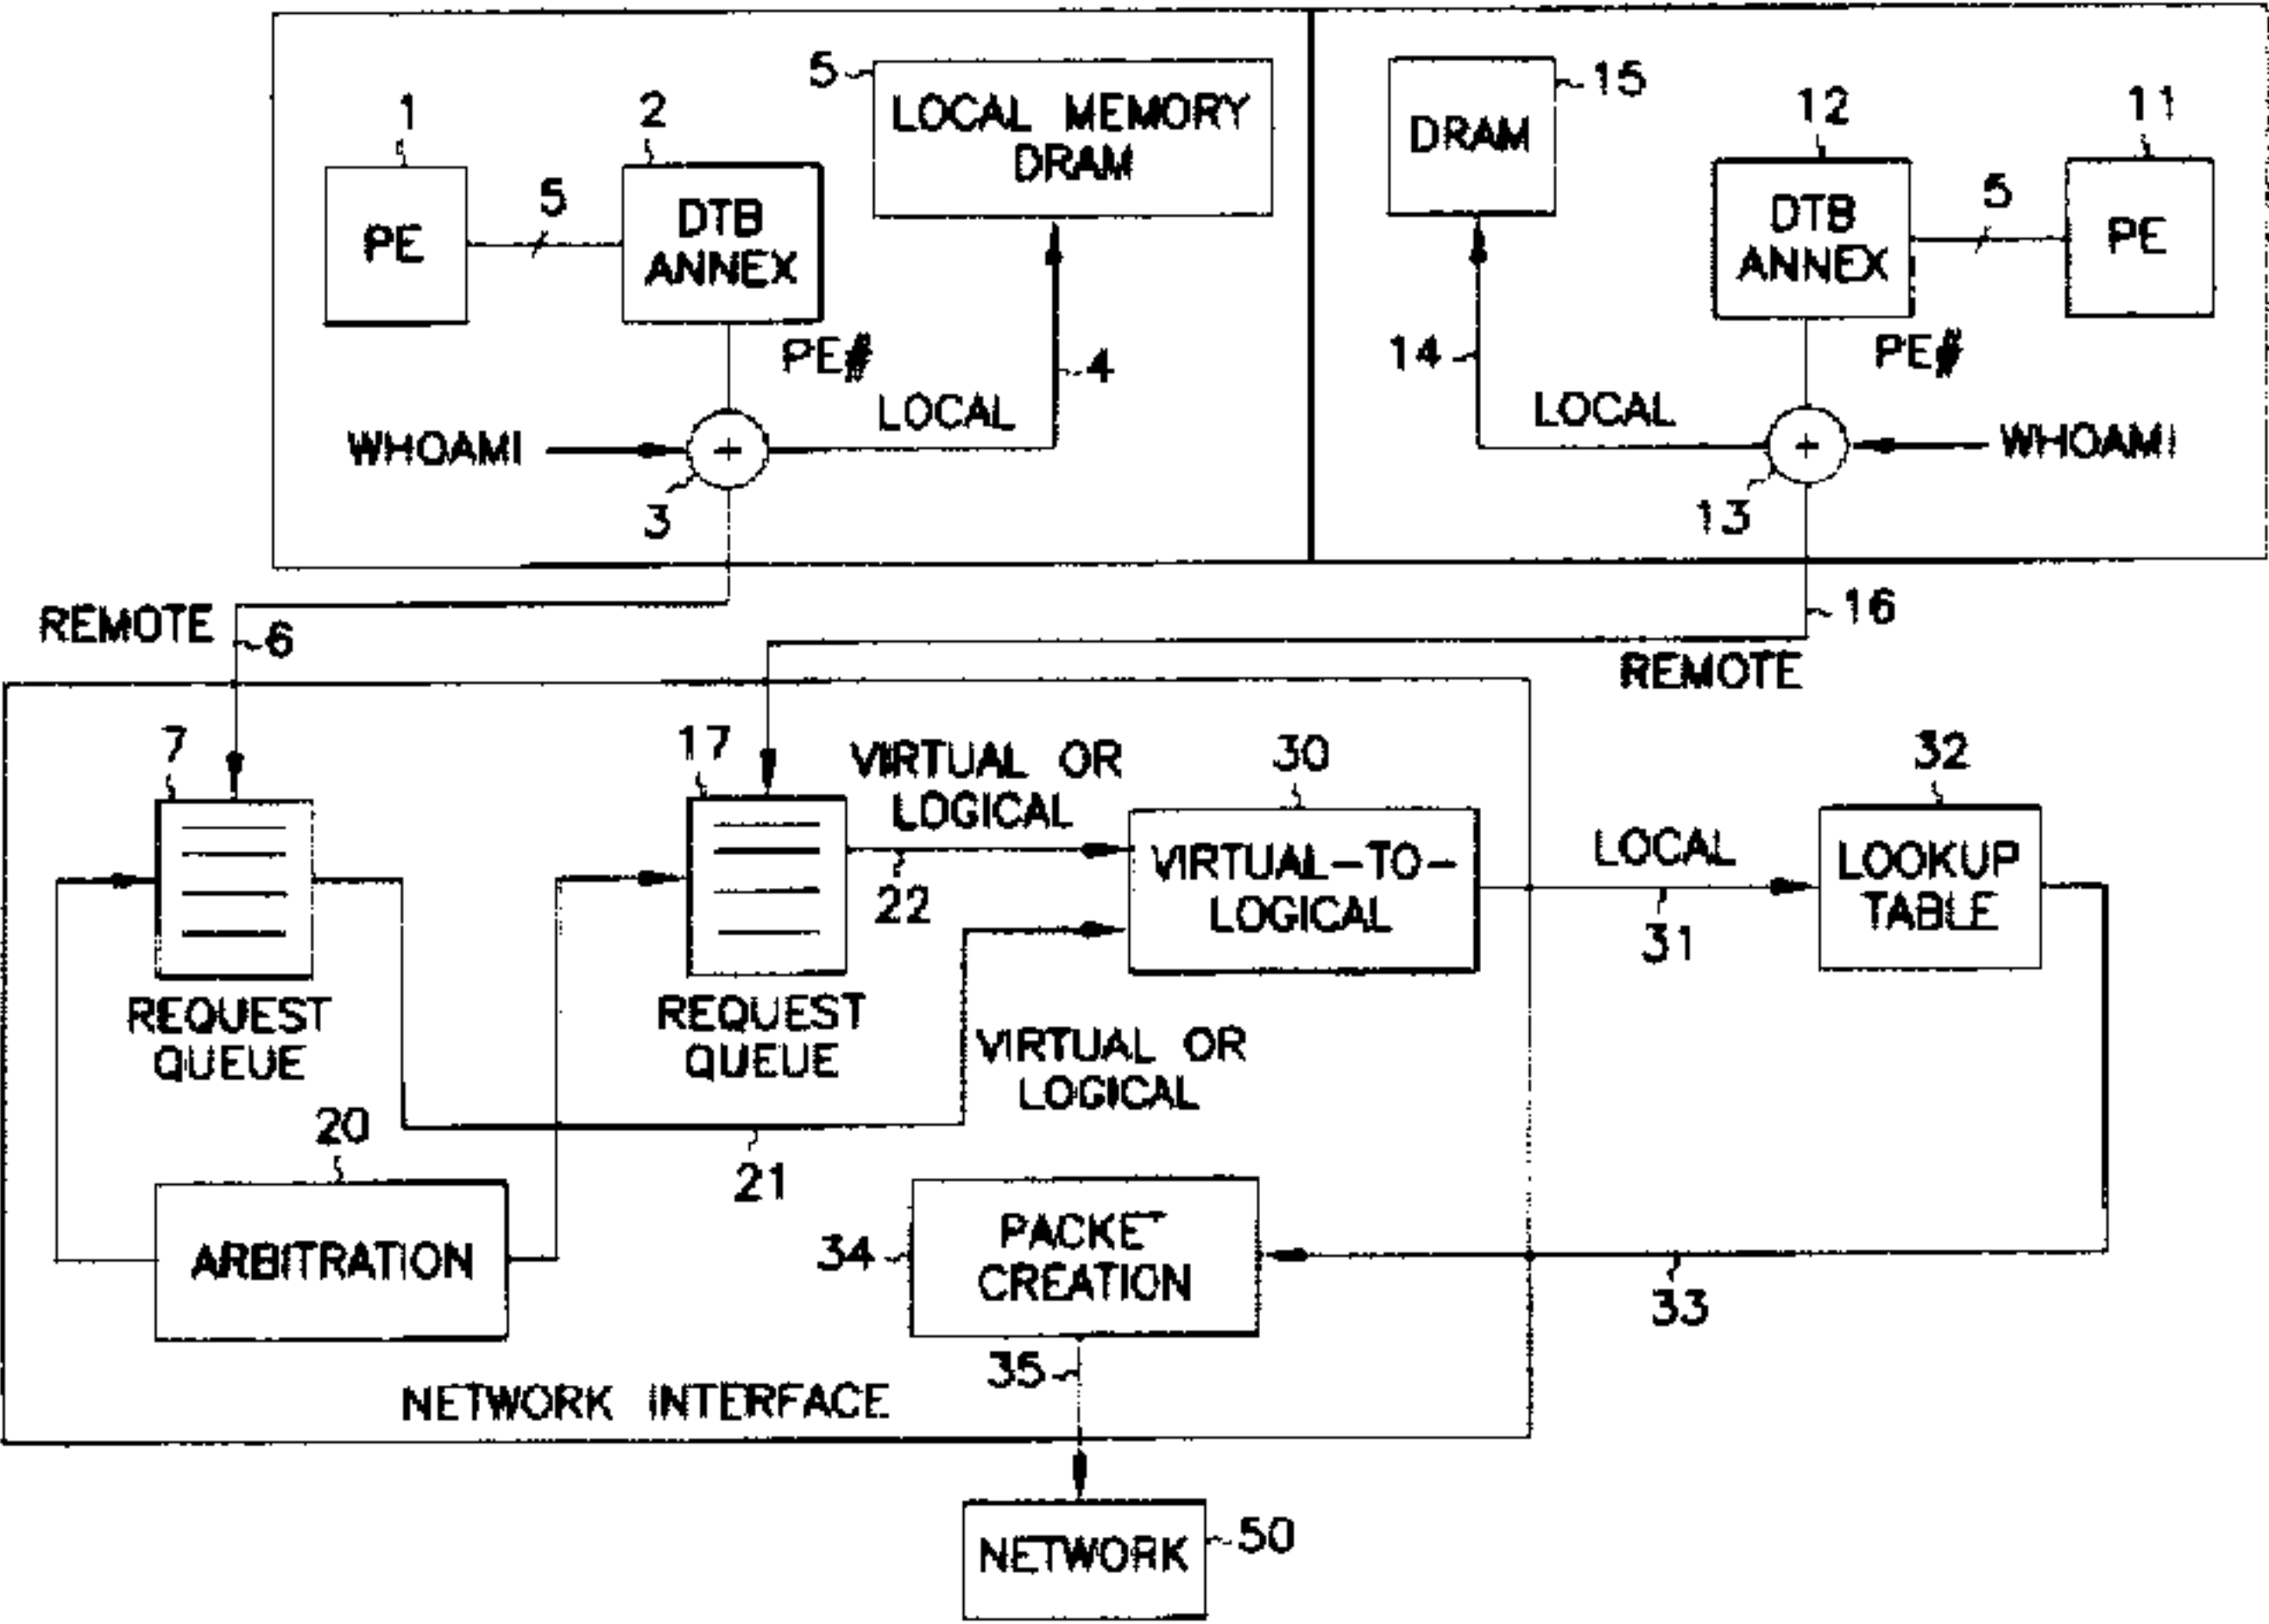 5
LOCAL MEMORY
DRAM
15
DRAM
1
2
12
11
PE
5
DTB
ANNEX
DTB
ANNEX
5
PE
PE#
4
14
PE#
LOCAL
LOCAL
WHOAMI
+
+
WHOAMI
3
13
REMOTE
6
16
REMOTE
7
17
VIRTUAL OR
LOGICAL
30
32
22
VIRTUAL-TO-
LOGICAL
LOCAL
31
LOOKUP
TABLE
REQUEST
QUEUE
REQUEST
QUEUE
VIRTUAL OR
LOGICAL
20
21
ARBITRATION
34
PACKET
CREATION
33
35
NETWORK INTERFACE
NETWORK
50